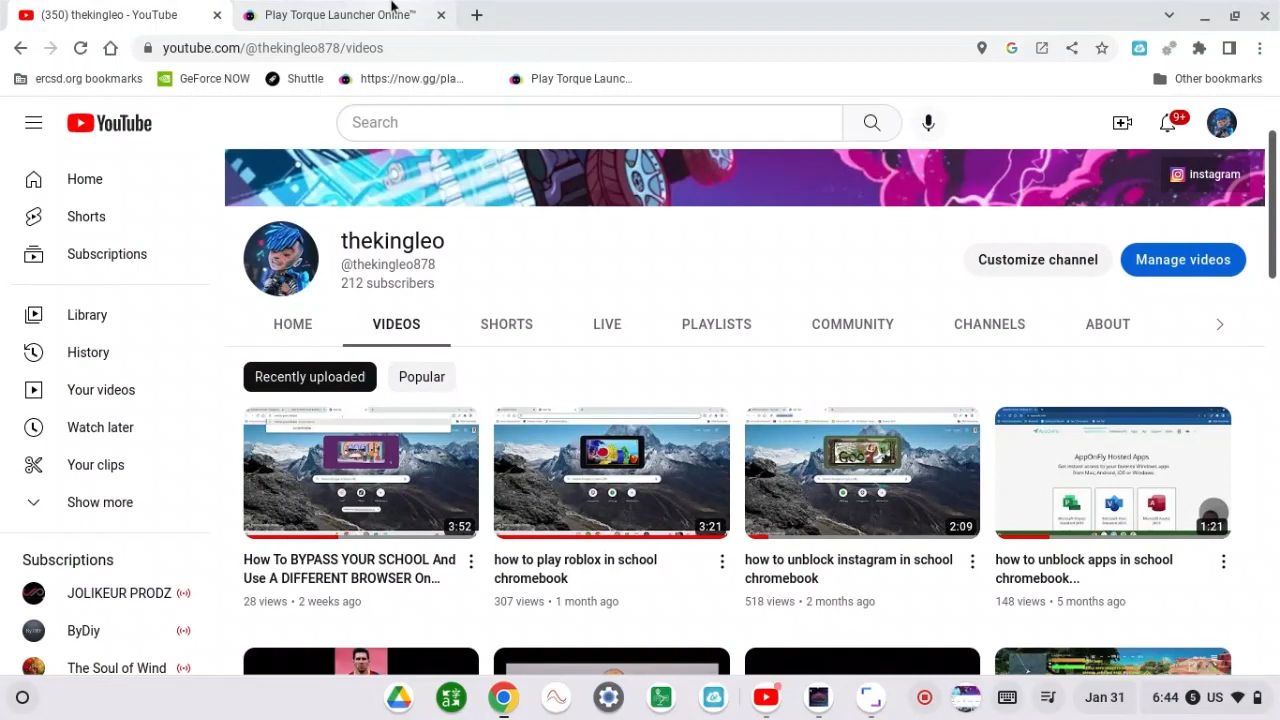 (350) thekingleo - YouTube
Play Torque Launcher Online™
youtube.com/@thekingleo878/videos
ercsd.org bookmarks
GeForce NOW
Shuttle
https://now.gg/pla...
Play Torque Launc...
Other bookmarks
YouTube
Search
9+
instagram
Home
Shorts
Subscriptions
Library
History
Your videos
Watch later
Your clips
Show more
Subscriptions
JOLIKEUR PRODZ
ByDiy
The Soul of Wind
thekingleo
@thekingleo878
212 subscribers
Customize channel
Manage videos
HOME
VIDEOS
SHORTS
LIVE
PLAYLISTS
COMMUNITY
CHANNELS
ABOUT
Recently uploaded
Popular
3:52
How To BYPASS YOUR SCHOOL And
Use A DIFFERENT BROWSER On...
28 views • 2 weeks ago
3:21
how to play roblox in school
chromebook
307 views • 1 month ago
2:09
how to unblock instagram in school
chromebook
518 views • 2 months ago
AppOnFly Hosted Apps
1:21
how to unblock apps in school
chromebook...
148 views • 5 months ago
Jan 31
6:44
5
US